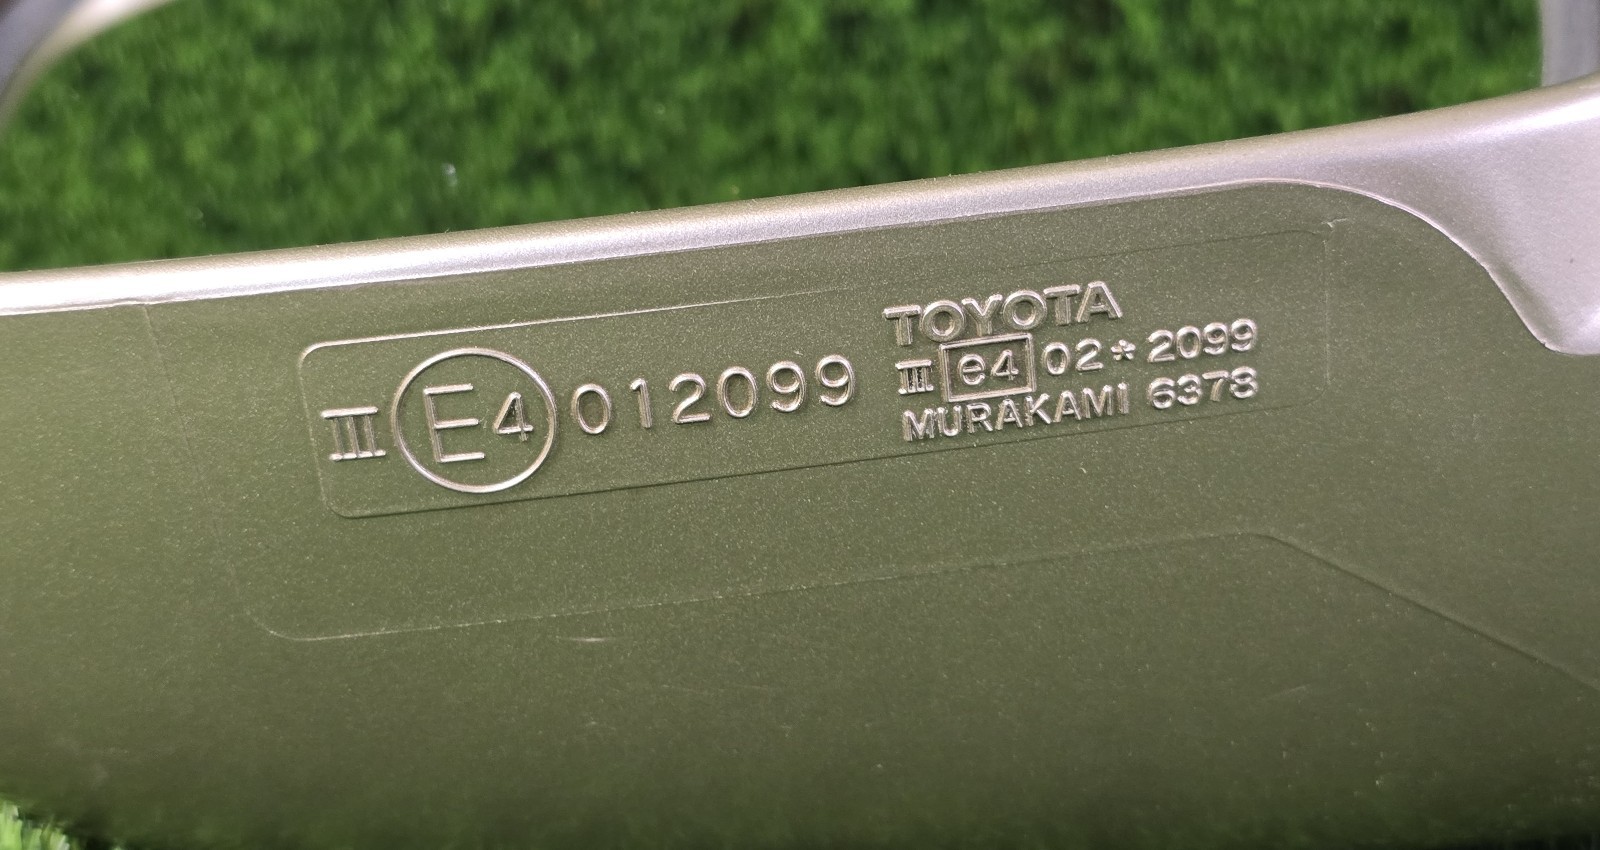 III E4 012099
TOYOTA
III e4 02*2099
MURAKAMI 6378